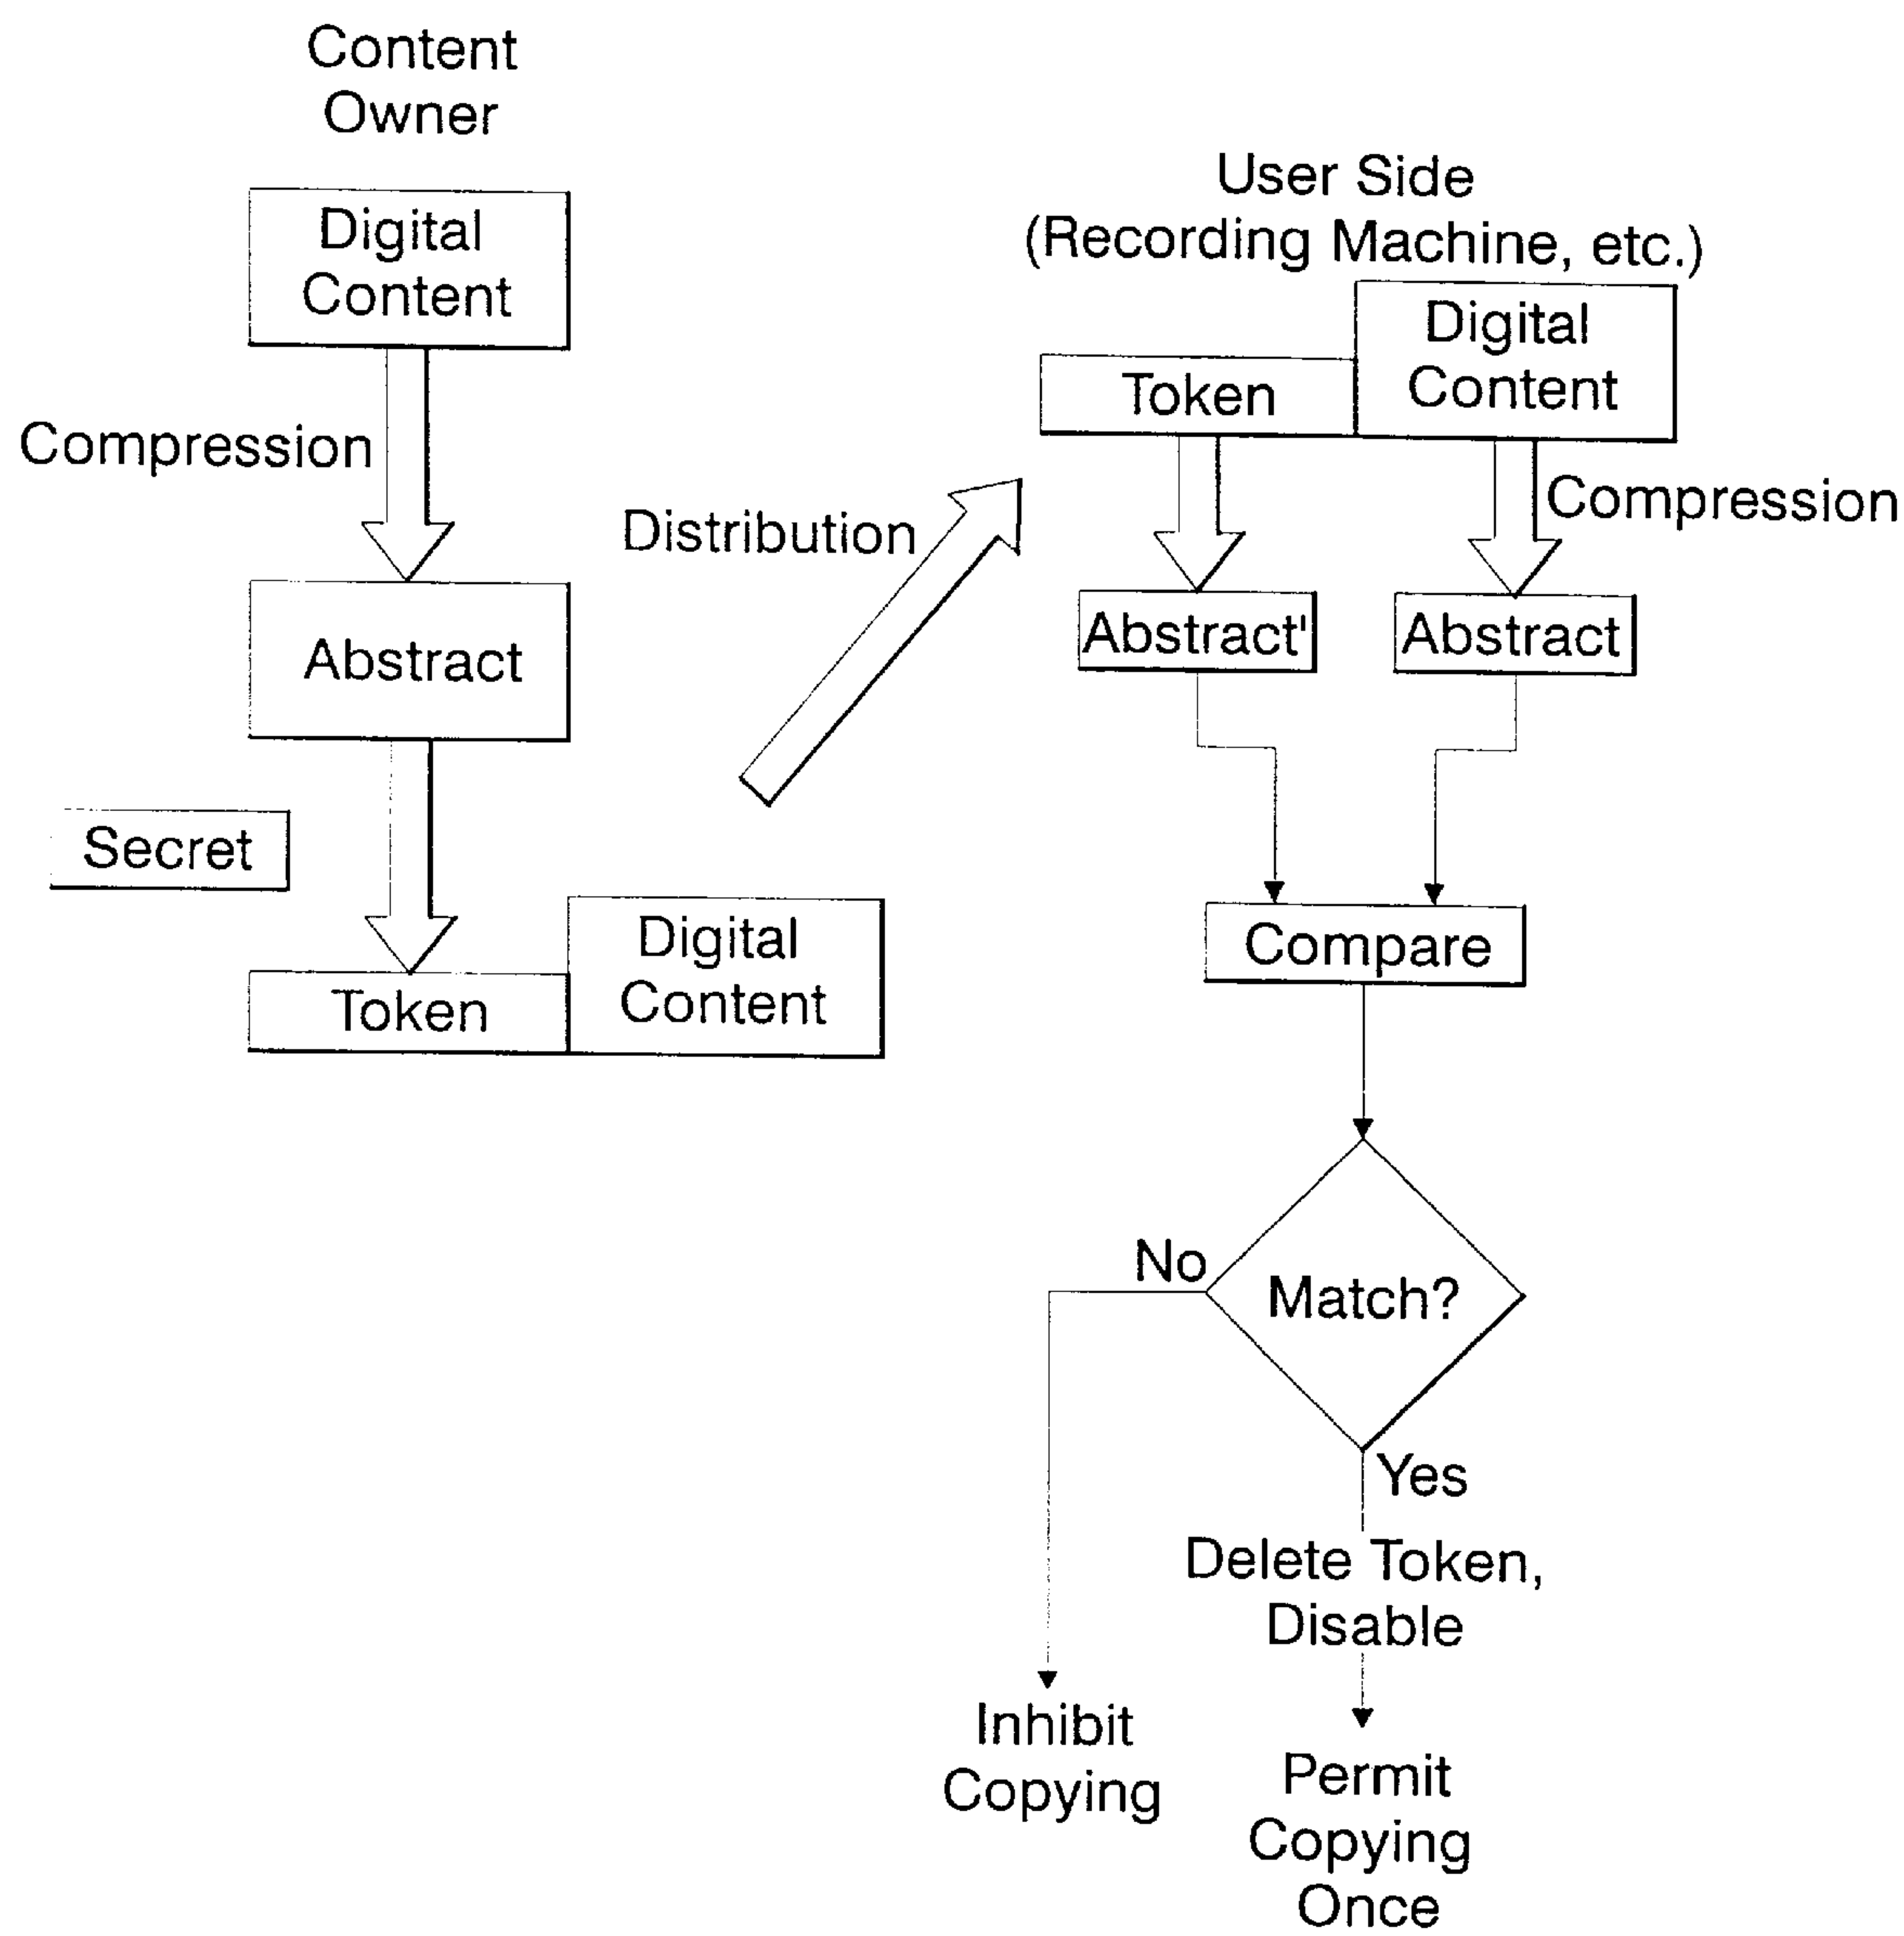 Content
Owner
Digital
Content
Compression
Abstract
Secret
Token
Digital
Content
Distribution
User Side
(Recording Machine, etc.)
Token
Digital
Content
Compression
Abstract'
Abstract
Compare
Match?
No
Yes
Inhibit
Copying
Delete Token,
Disable
Permit
Copying
Once